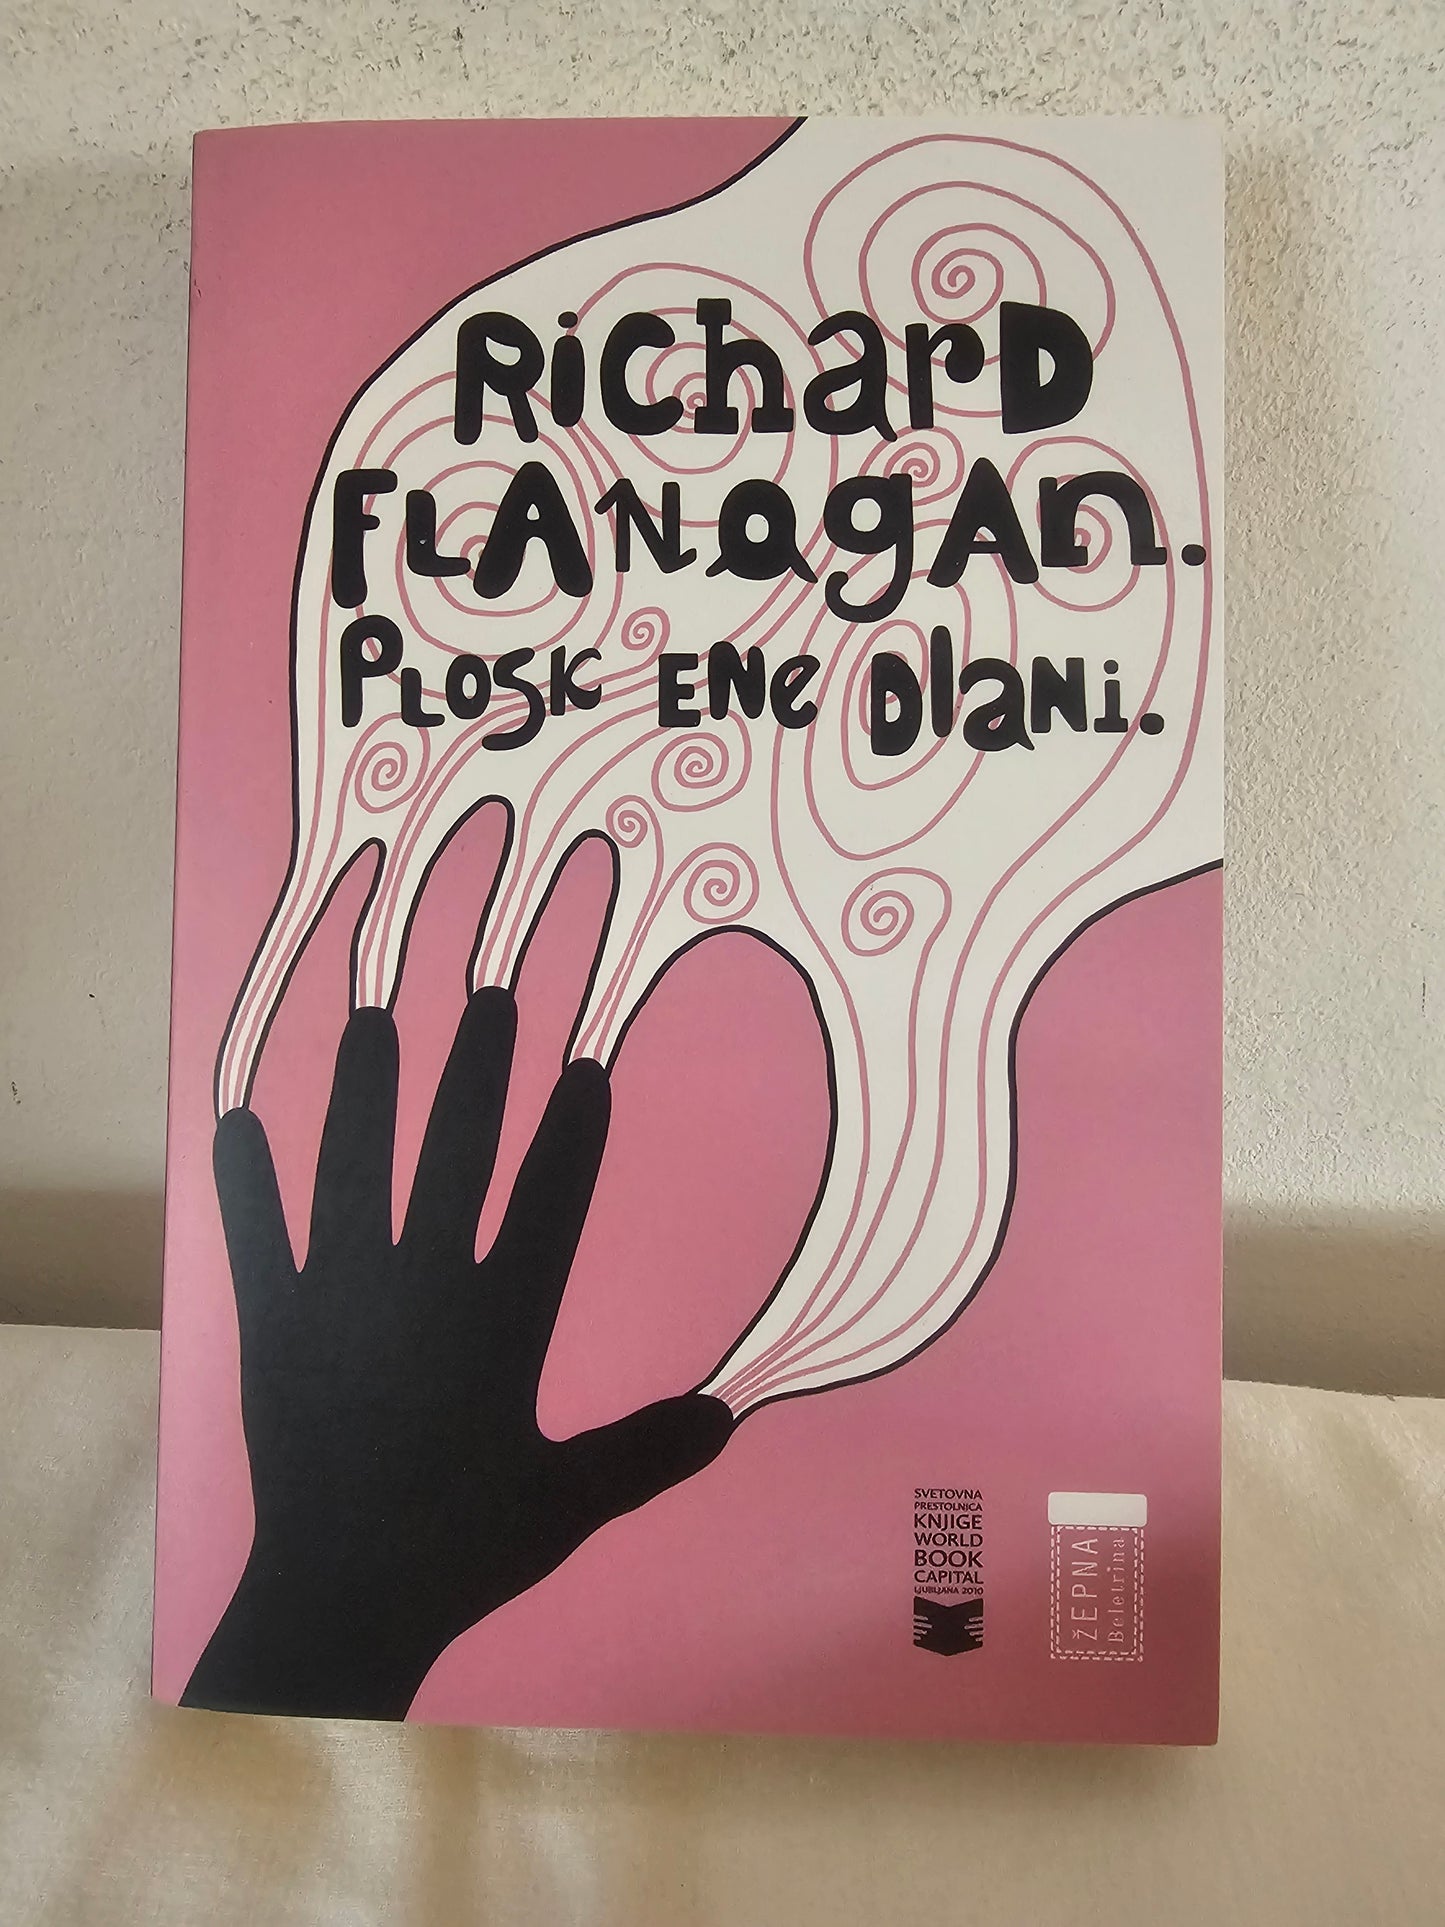 Richard
Flanagan.
Plosk ene dlani.
SVETOVNA
PRESTOLNICA
KNJIGE
WORLD
BOOK
CAPITAL
LJUBLJANA 2010
ŽEPNA
Beletrina